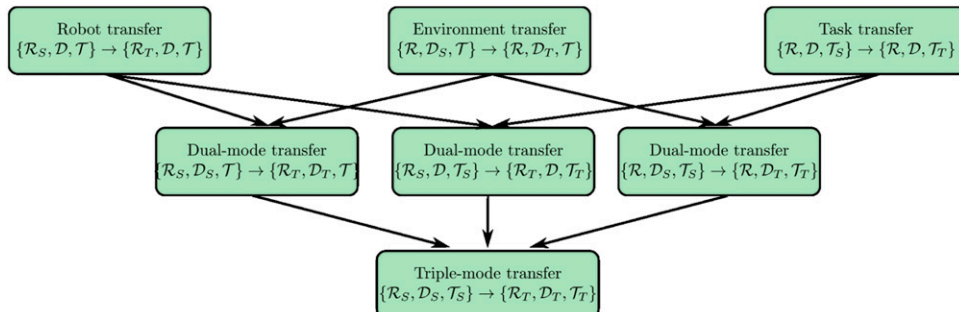 Robot transfer
{ℛ_S, 𝒟, 𝒯} → {ℛ_T, 𝒟, 𝒯}
Environment transfer
{ℛ, 𝒟_S, 𝒯} → {ℛ, 𝒟_T, 𝒯}
Task transfer
{ℛ, 𝒟, 𝒯_S} → {ℛ, 𝒟, 𝒯_T}
Dual-mode transfer
{ℛ_S, 𝒟_S, 𝒯} → {ℛ_T, 𝒟_T, 𝒯}
Dual-mode transfer
{ℛ_S, 𝒟, 𝒯_S} → {ℛ_T, 𝒟, 𝒯_T}
Dual-mode transfer
{ℛ, 𝒟_S, 𝒯_S} → {ℛ, 𝒟_T, 𝒯_T}
Triple-mode transfer
{ℛ_S, 𝒟_S, 𝒯_S} → {ℛ_T, 𝒟_T, 𝒯_T}